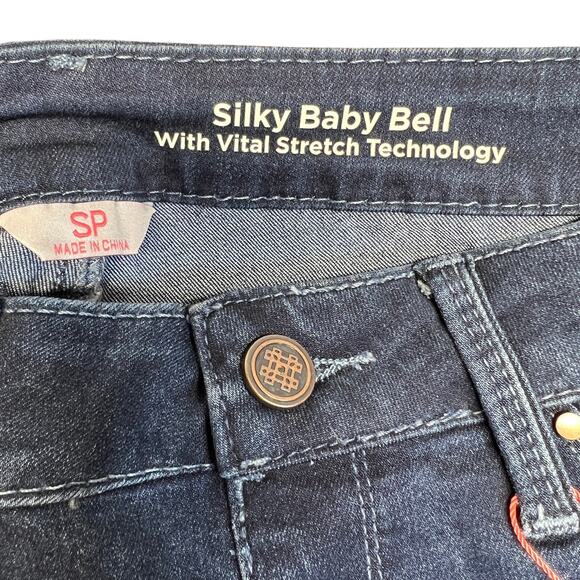 Silky Baby Bell
With Vital Stretch Technology
SP
MADE IN CHINA